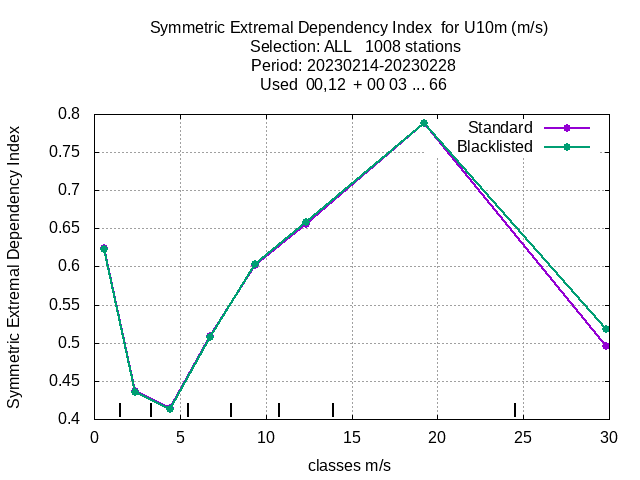 Symmetric Extremal Dependency Index  for U10m (m/s)
Selection: ALL   1008 stations
Period: 20230214-20230228
Used  00,12  + 00 03 ... 66
Standard
Blacklisted
Symmetric Extremal Dependency Index
0.8
0.75
0.7
0.65
0.6
0.55
0.5
0.45
0.4
0 5 10 15 20 25 30
classes m/s